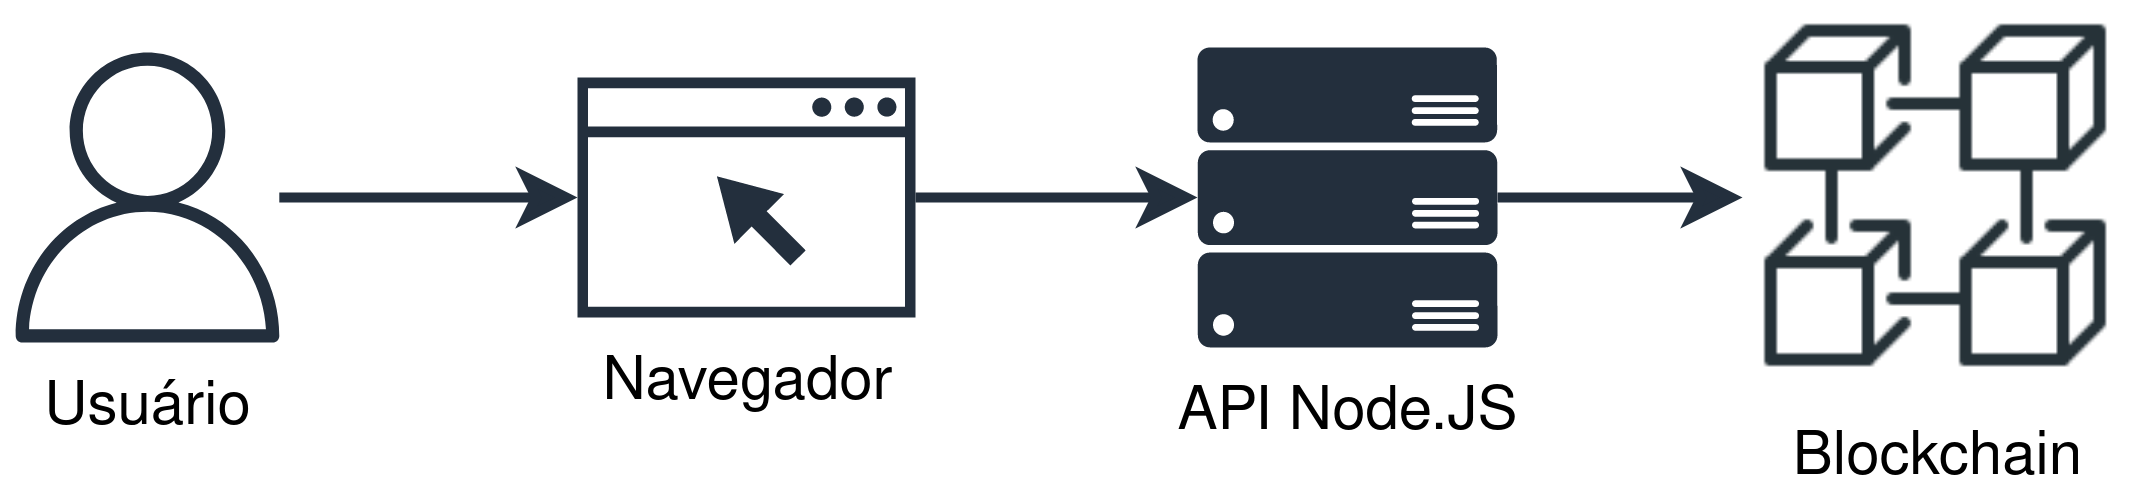 Usuário
Navegador
API Node.JS
Blockchain